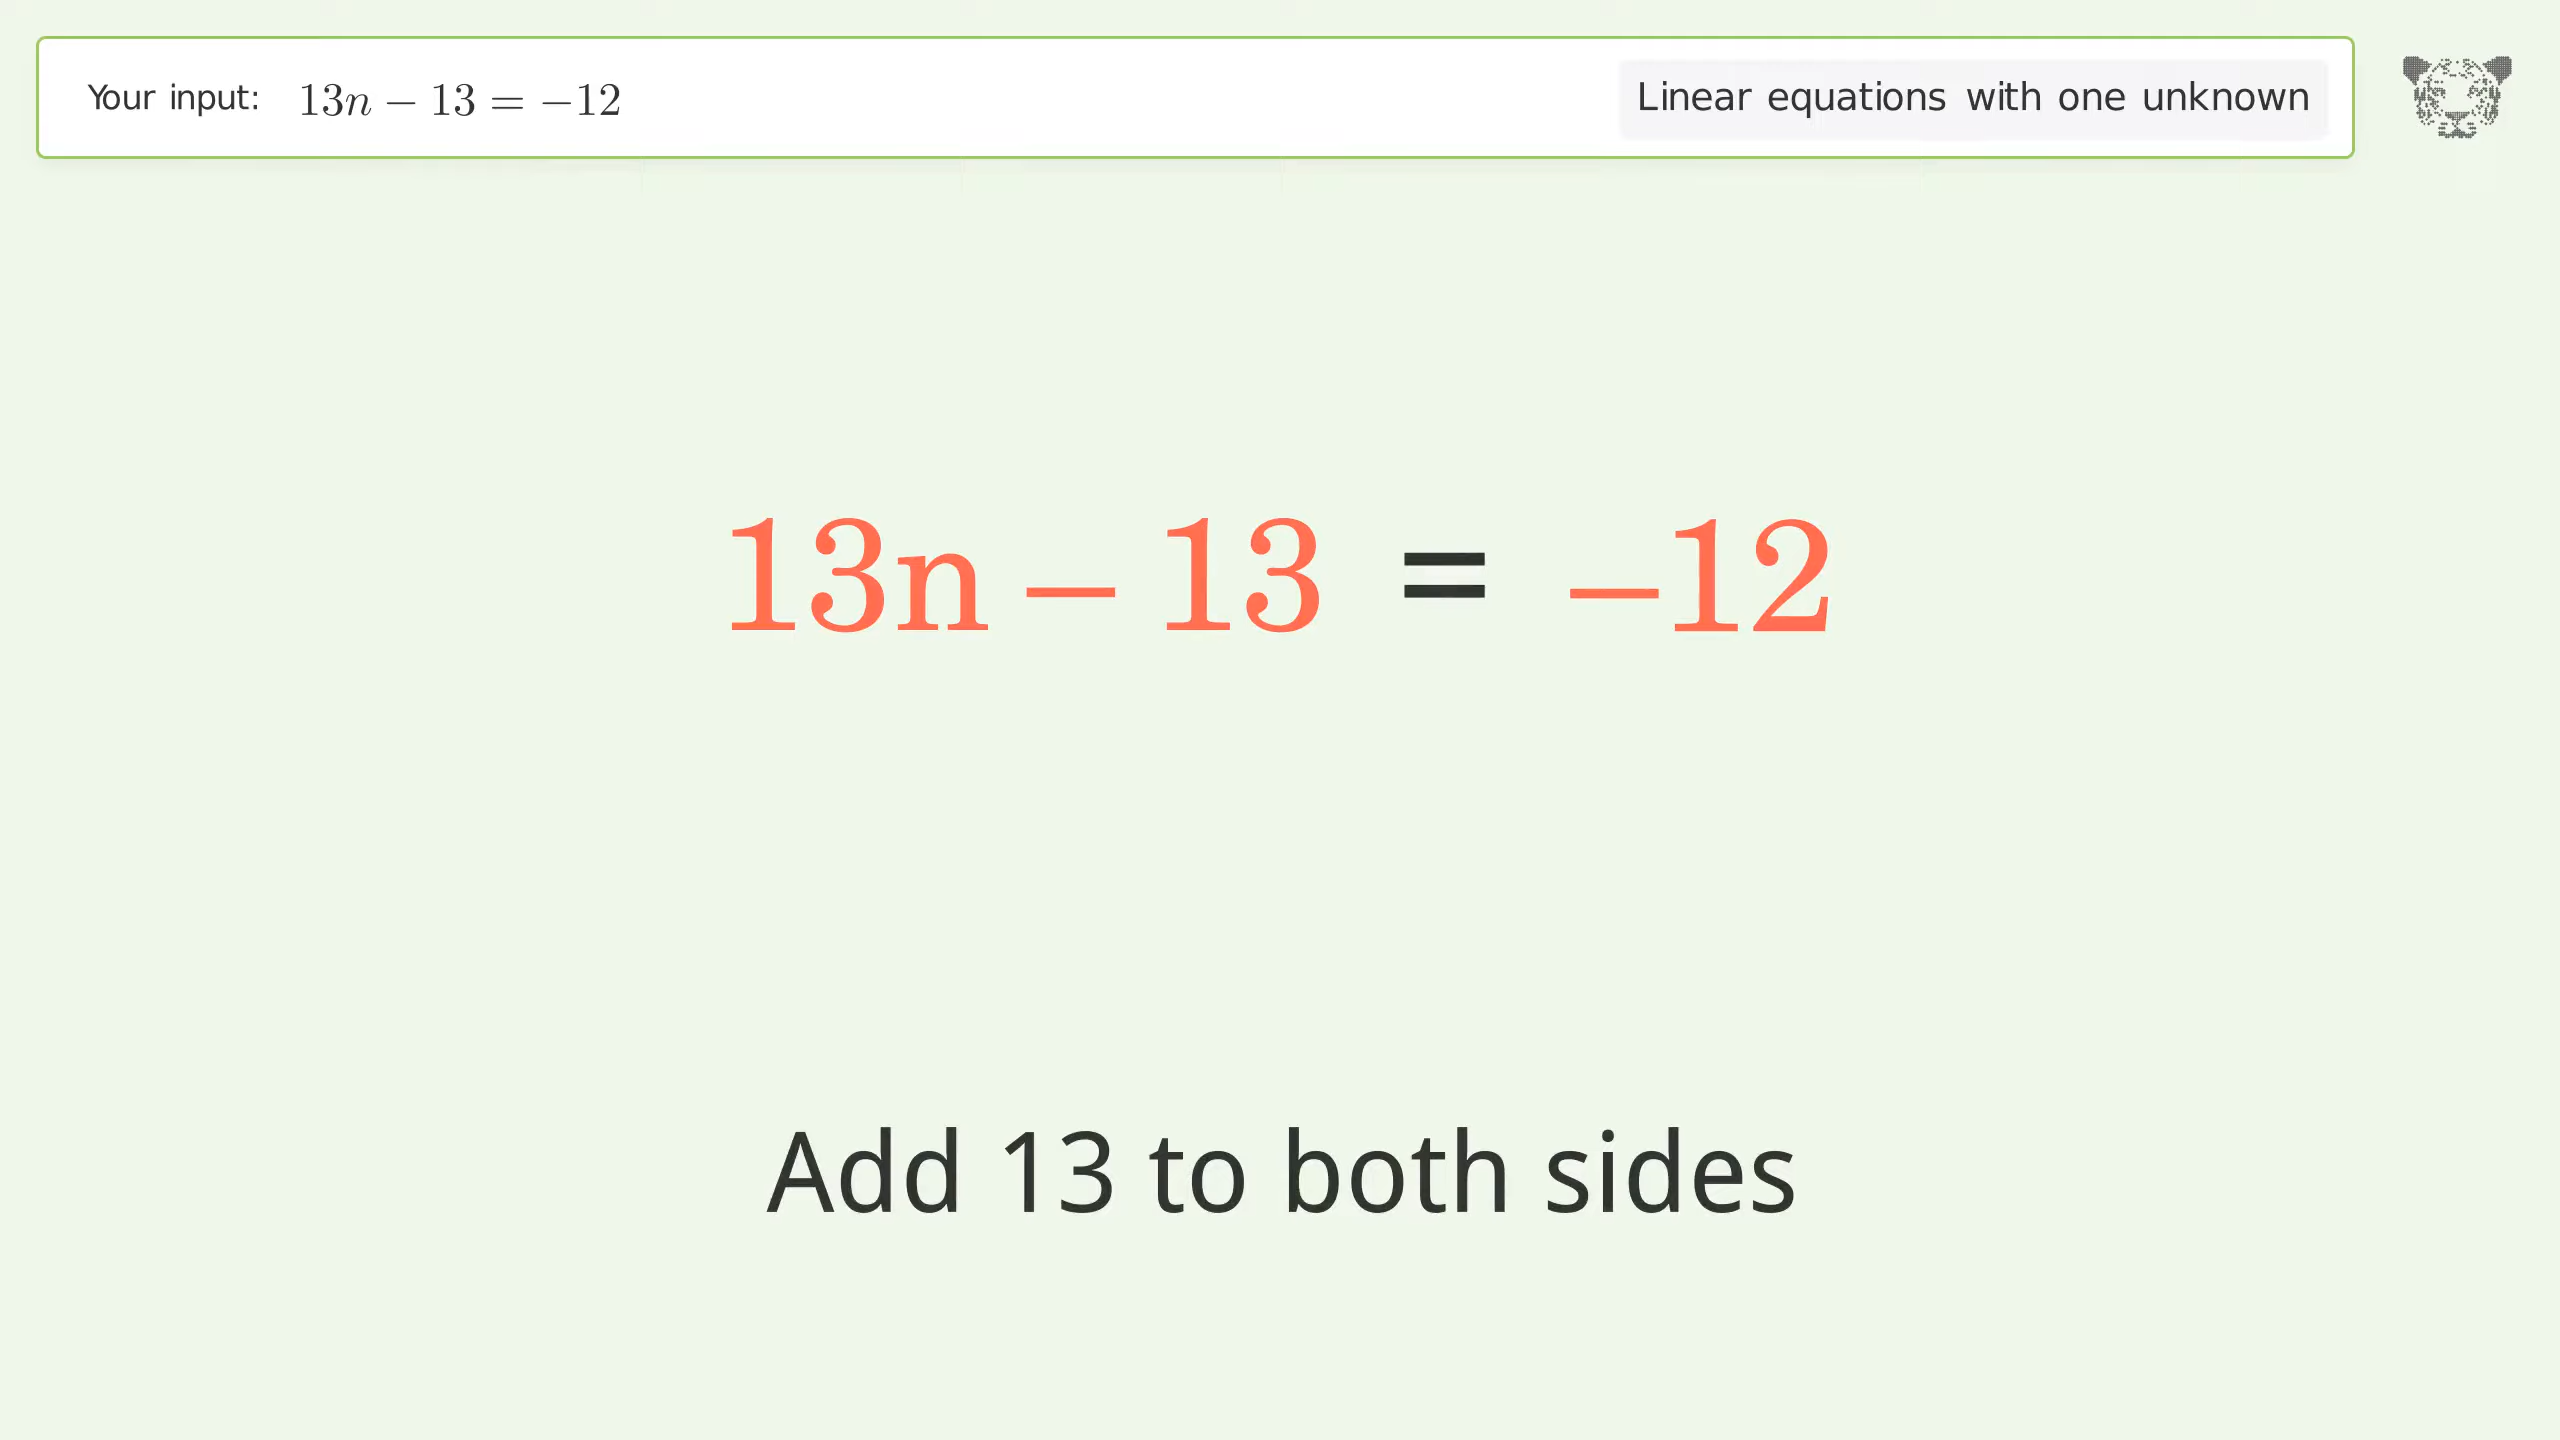 Your input: 13n − 13 = −12 Linear equations with one unknown
13n − 13 = −12
Add 13 to both sides